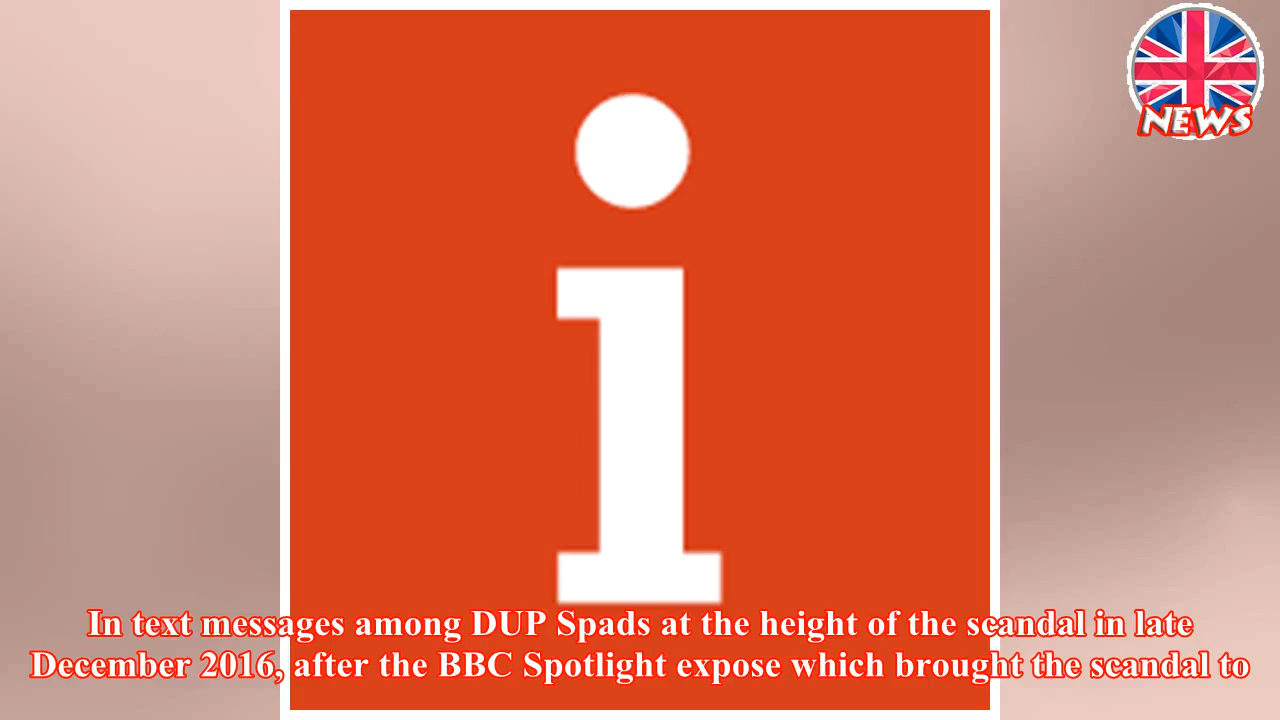 NEWS
i
In text messages among DUP Spads at the height of the scandal in late
December 2016, after the BBC Spotlight expose which brought the scandal to